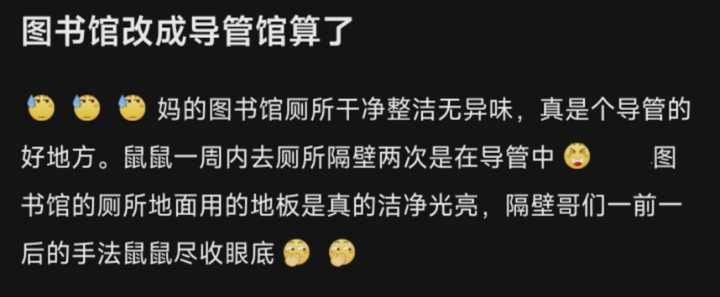 图书馆改成导管馆算了
妈的图书馆厕所干净整洁无异味，真是个导管的
好地方。鼠鼠一周内去厕所隔壁两次是在导管中 图
书馆的厕所地面用的地板是真的洁净光亮，隔壁哥们一前一
后的手法鼠鼠尽收眼底